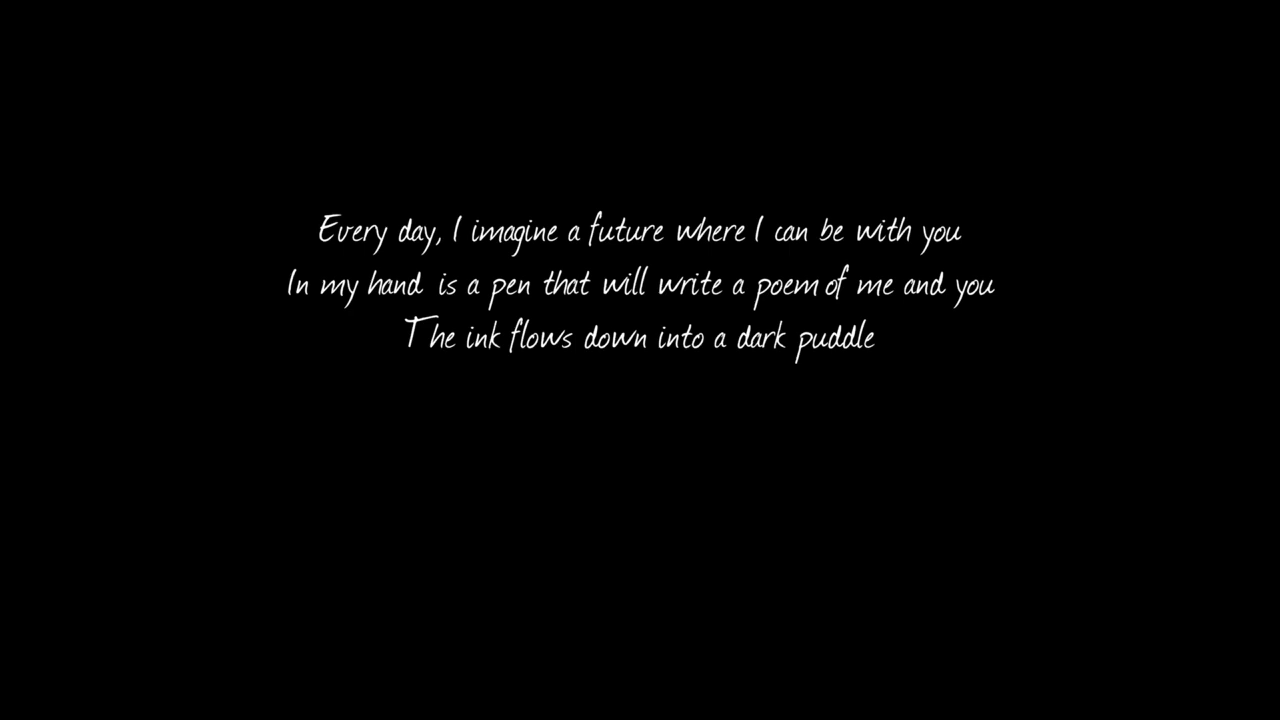 Every day, I imagine a future where I can be with you
In my hand is a pen that will write a poem of me and you
The ink flows down into a dark puddle